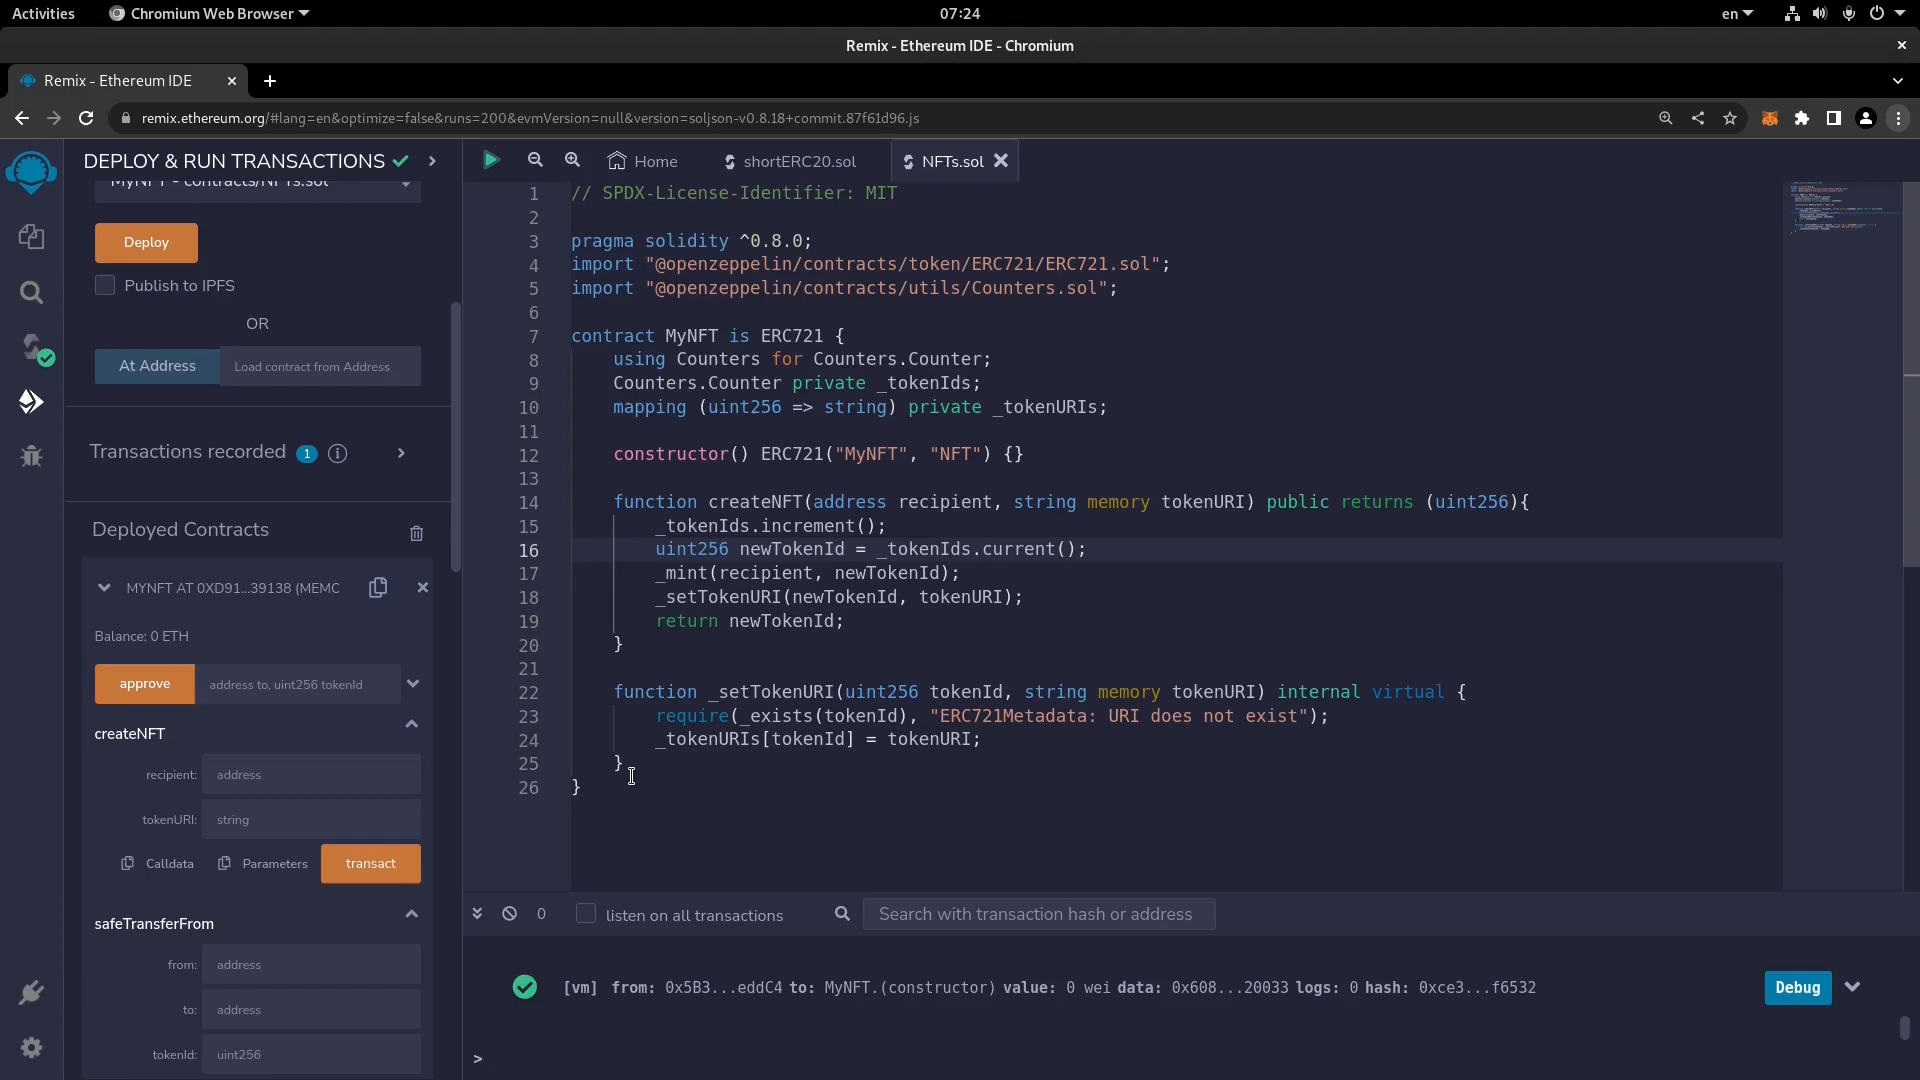 Activities
Chromium Web Browser
07:24
en
Remix - Ethereum IDE - Chromium
Remix - Ethereum IDE
remix.ethereum.org/#lang=en&optimize=false&runs=200&evmVersion=null&version=soljson-v0.8.18+commit.87f61d96.js
DEPLOY & RUN TRANSACTIONS
Home
shortERC20.sol
NFTs.sol
MyNFT - contracts/NFTs.sol
Deploy
Publish to IPFS
OR
At Address
Load contract from Address
Transactions recorded 1
Deployed Contracts
MYNFT AT 0XD91...39138 (MEMO
Balance: 0 ETH
approve
address to, uint256 tokenId
createNFT
recipient:
address
tokenURI:
string
Calldata
Parameters
transact
safeTransferFrom
from:
address
to:
address
tokenId:
uint256
1 // SPDX-License-Identifier: MIT
2
3 pragma solidity ^0.8.0;
4 import "@openzeppelin/contracts/token/ERC721/ERC721.sol";
5 import "@openzeppelin/contracts/utils/Counters.sol";
6
7 contract MyNFT is ERC721 {
8 using Counters for Counters.Counter;
9 Counters.Counter private _tokenIds;
10 mapping (uint256 => string) private _tokenURIs;
11
12 constructor() ERC721("MyNFT", "NFT") {}
13
14 function createNFT(address recipient, string memory tokenURI) public returns (uint256){
15 _tokenIds.increment();
16 uint256 newTokenId = _tokenIds.current();
17 _mint(recipient, newTokenId);
18 _setTokenURI(newTokenId, tokenURI);
19 return newTokenId;
20 }
21
22 function _setTokenURI(uint256 tokenId, string memory tokenURI) internal virtual {
23 require(_exists(tokenId), "ERC721Metadata: URI does not exist");
24 _tokenURIs[tokenId] = tokenURI;
25 }
26 }
0
listen on all transactions
Search with transaction hash or address
[vm] from: 0x5B3...eddC4 to: MyNFT.(constructor) value: 0 wei data: 0x608...20033 logs: 0 hash: 0xce3...f6532
Debug
>